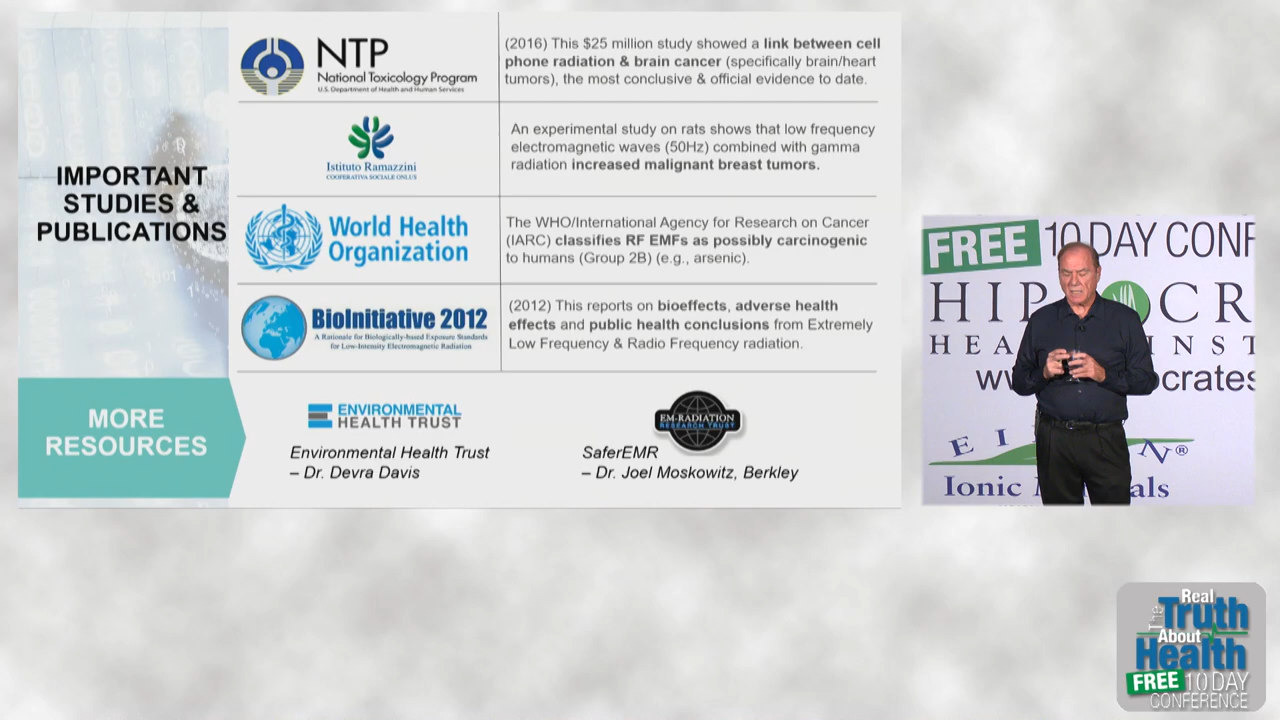 IMPORTANT
STUDIES &
PUBLICATIONS
NTP
National Toxicology Program
U.S. Department of Health and Human Services
(2016) This $25 million study showed a link between cell
phone radiation & brain cancer (specifically brain/heart
tumors), the most conclusive & official evidence to date.
Istituto Ramazzini
COOPERATIVA SOCIALE ONLUS
An experimental study on rats shows that low frequency
electromagnetic waves (50Hz) combined with gamma
radiation increased malignant breast tumors.
World Health
Organization
The WHO/International Agency for Research on Cancer
(IARC) classifies RF EMFs as possibly carcinogenic
to humans (Group 2B) (e.g., arsenic).
BioInitiative 2012
A Rationale for Biologically-based Exposure Standards
for Low-Intensity Electromagnetic Radiation
(2012) This reports on bioeffects, adverse health
effects and public health conclusions from Extremely
Low Frequency & Radio Frequency radiation.
MORE
RESOURCES
ENVIRONMENTAL
HEALTH TRUST
Environmental Health Trust
– Dr. Devra Davis
EM-RADIATION
RESEARCH TRUST
SaferEMR
– Dr. Joel Moskowitz, Berkley
FREE 10 DAY CONF
HIP OCR
HEA INST
ww ocrates
EI N®
Ionic M als
The Real
Truth
About
Health
FREE 10 DAY
CONFERENCE